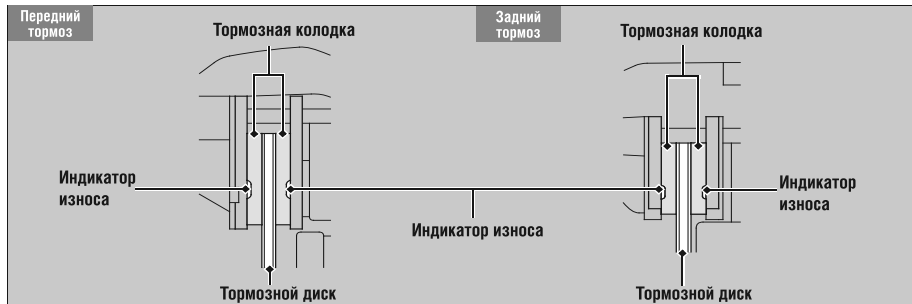 Передний
тормоз
Тормозная колодка
Задний
тормоз
Тормозная колодка
Индикатор
износа
Индикатор износа
Индикатор
износа
Тормозной диск
Тормозной диск